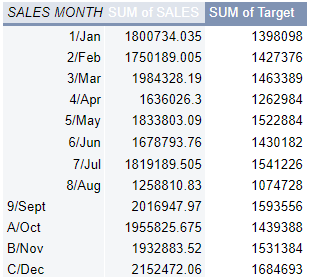 SALES MONTH SUM of SALES SUM of Target
1/Jan 1800734.035 1398098
2/Feb 1750189.005 1427376
3/Mar 1984328.19 1463389
4/Apr 1636026.3 1262984
5/May 1833803.09 1522884
6/Jun 1678793.76 1430182
7/Jul 1819189.505 1541226
8/Aug 1258810.83 1074728
9/Sept 2016947.97 1593556
A/Oct 1955825.675 1439388
B/Nov 1932883.52 1531384
C/Dec 2152472.06 1684693